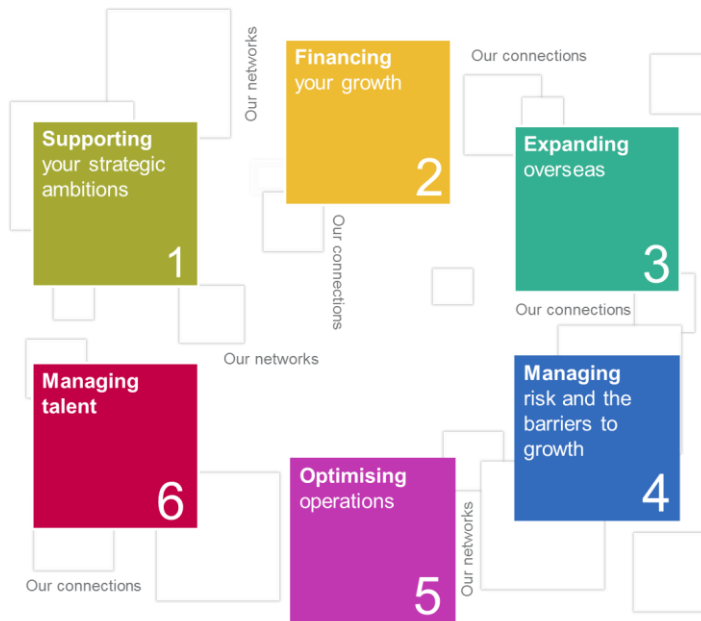 Our networks
Financing
your growth
2
Our connections
Supporting
your strategic
ambitions
1
Expanding
overseas
3
Our connections
Our connections
Our networks
Managing
talent
6
Managing
risk and the
barriers to
growth
4
Optimising
operations
5
Our networks
Our connections